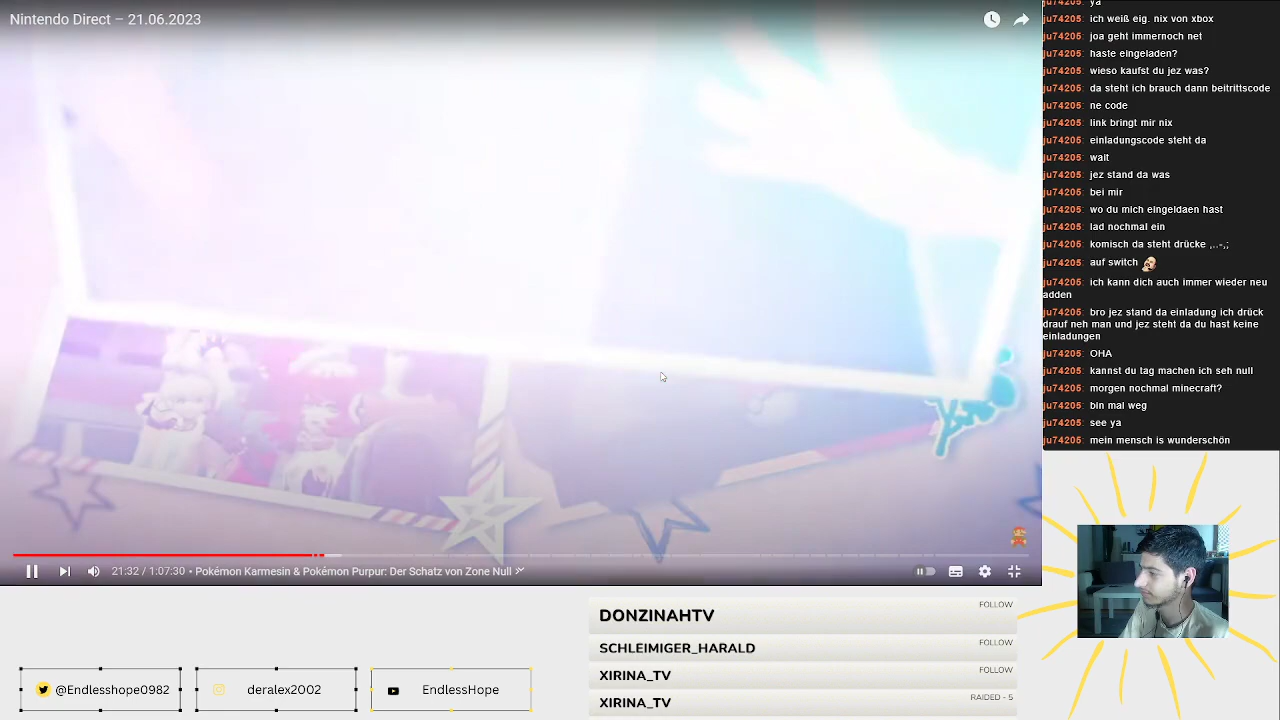 Nintendo Direct – 21.06.2023
21:32 / 1:07:30 • Pokémon Karmesin & Pokémon Purpur: Der Schatz von Zone Null
ju74205: ya
ju74205: ich weiß eig. nix von xbox
ju74205: joa geht immernoch net
ju74205: haste eingeladen?
ju74205: wieso kaufst du jez was?
ju74205: da steht ich brauch dann beitrittscode
ju74205: ne code
ju74205: link bringt mir nix
ju74205: einladungscode steht da
ju74205: wait
ju74205: jez stand da was
ju74205: bei mir
ju74205: wo du mich eingeldaen hast
ju74205: lad nochmal ein
ju74205: komisch da steht drücke ,..-,;
ju74205: auf switch
ju74205: ich kann dich auch immer wieder neu
adden
ju74205: bro jez stand da einladung ich drück
drauf neh man und jez steht da du hast keine
einladungen
ju74205: OHA
ju74205: kannst du tag machen ich seh null
ju74205: morgen nochmal minecraft?
ju74205: bin mal weg
ju74205: see ya
ju74205: mein mensch is wunderschön
DONZINAHTV FOLLOW
SCHLEIMIGER_HARALD FOLLOW
XIRINA_TV FOLLOW
XIRINA_TV RAIDED - 5
@Endlesshope0982
deralex2002
EndlessHope